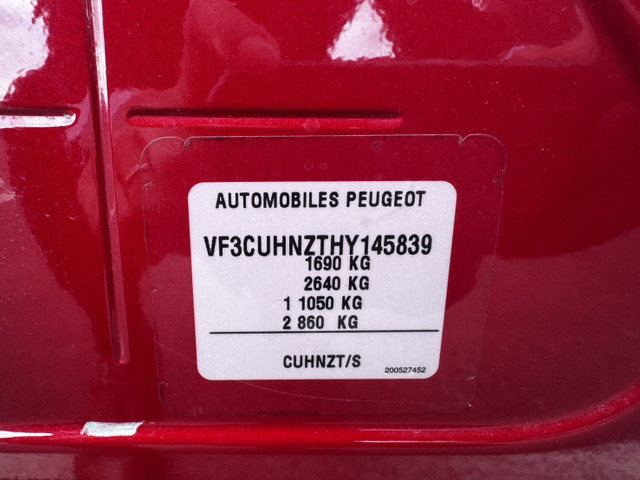 AUTOMOBILES PEUGEOT
VF3CUHNZTHY145839
1690 KG
2640 KG
1 1050 KG
2 860 KG
CUHNZT/S
200527452